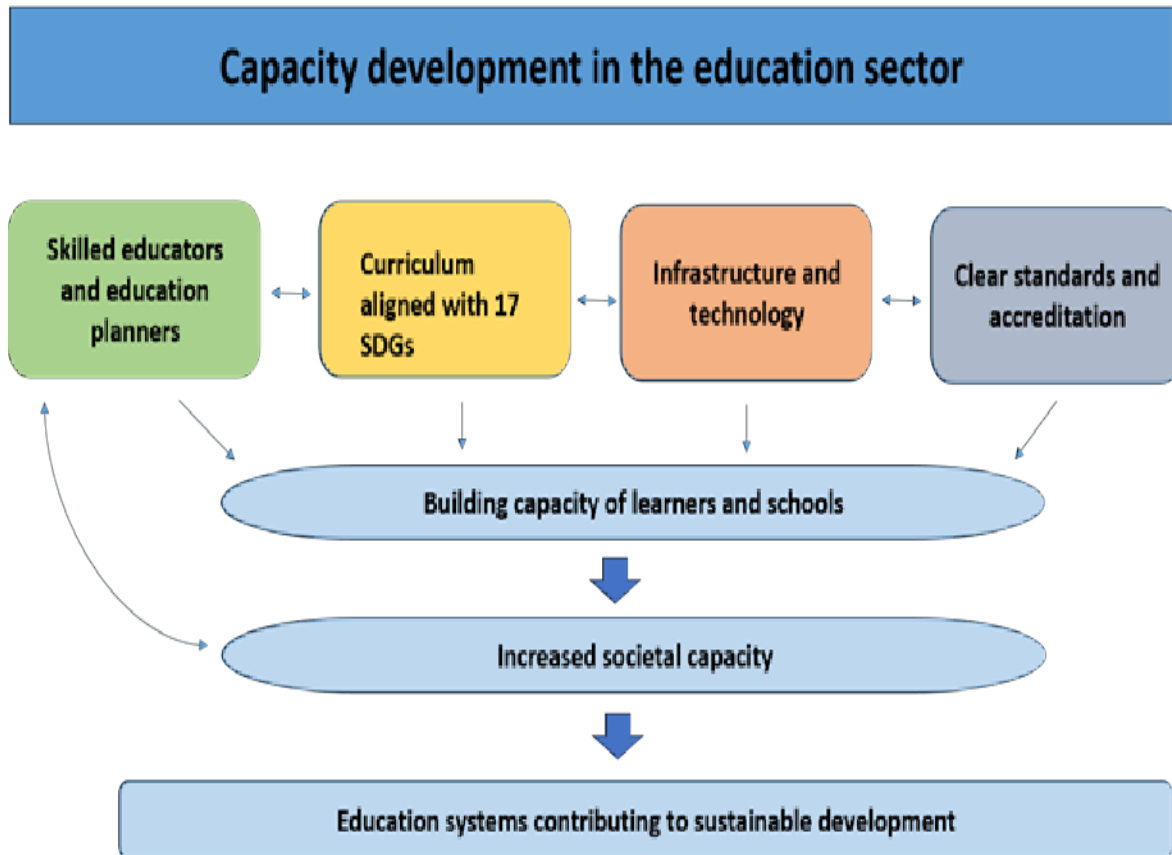 Capacity development in the education sector
Skilled educators
and education
planners
Curriculum
aligned with 17
SDGs
Infrastructure and
technology
Clear standards and
accreditation
Building capacity of learners and schools
Increased societal capacity
Education systems contributing to sustainable development